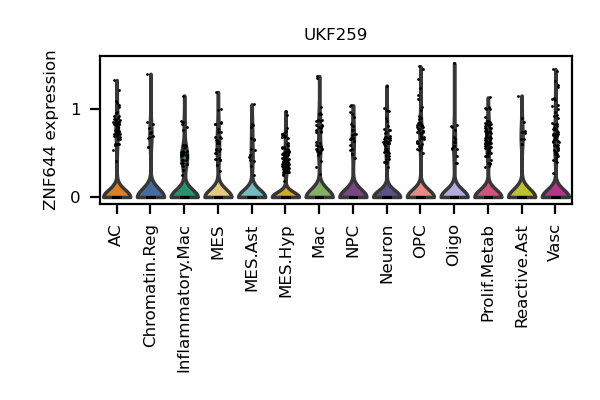 UKF259
ZNF644 expression
1
0
AC
Chromatin.Reg
Inflammatory.Mac
MES
MES.Ast
MES.Hyp
Mac
NPC
Neuron
OPC
Oligo
Prolif.Metab
Reactive.Ast
Vasc